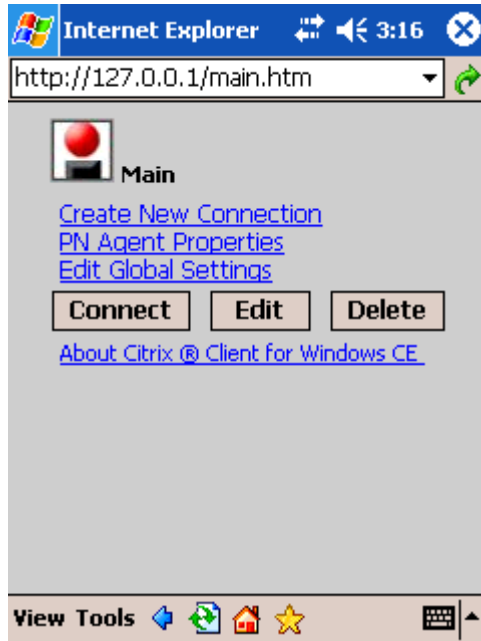 Internet Explorer 3:16
http://127.0.0.1/main.htm
Main
Create New Connection
PN Agent Properties
Edit Global Settings
Connect Edit Delete
About Citrix ® Client for Windows CE
View Tools